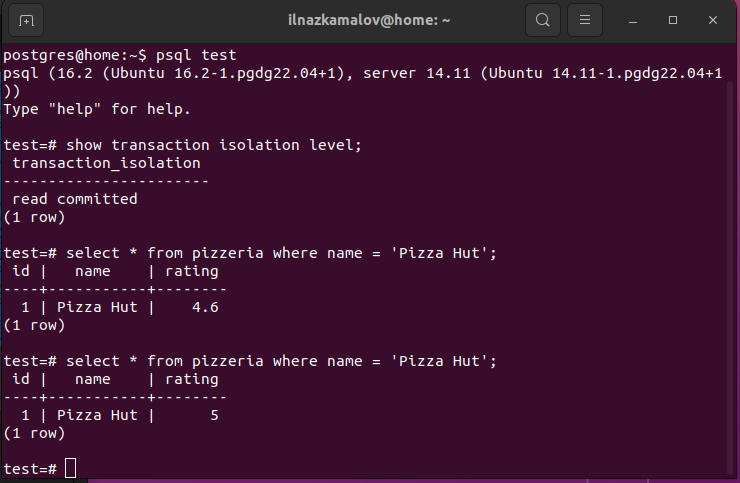 ilnazkamalov@home: ~
postgres@home:~$ psql test
psql (16.2 (Ubuntu 16.2-1.pgdg22.04+1), server 14.11 (Ubuntu 14.11-1.pgdg22.04+1
))
Type "help" for help.
test=# show transaction isolation level;
 transaction_isolation
-----------------------
 read committed
(1 row)
test=# select * from pizzeria where name = 'Pizza Hut';
 id |   name    | rating
----+-----------+--------
  1 | Pizza Hut |    4.6
(1 row)
test=# select * from pizzeria where name = 'Pizza Hut';
 id |   name    | rating
----+-----------+--------
  1 | Pizza Hut |      5
(1 row)
test=#